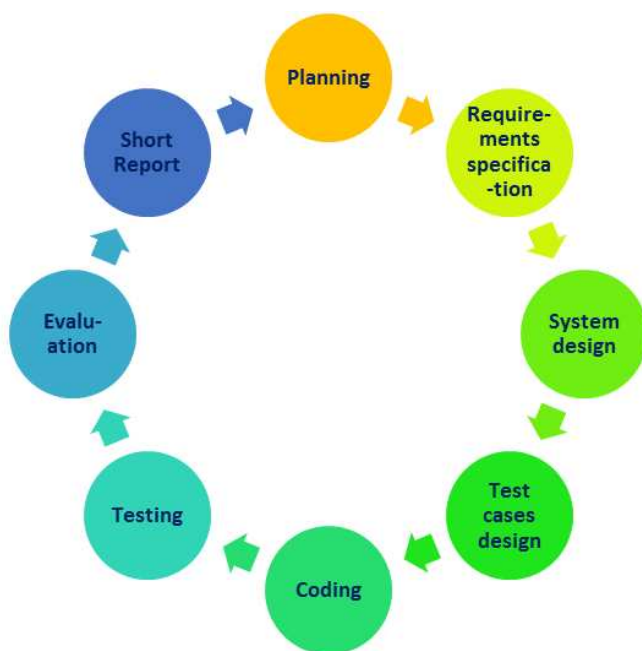 Planning
Require-
ments
specifica
-tion
System
design
Test
cases
design
Coding
Testing
Evalu-
ation
Short
Report